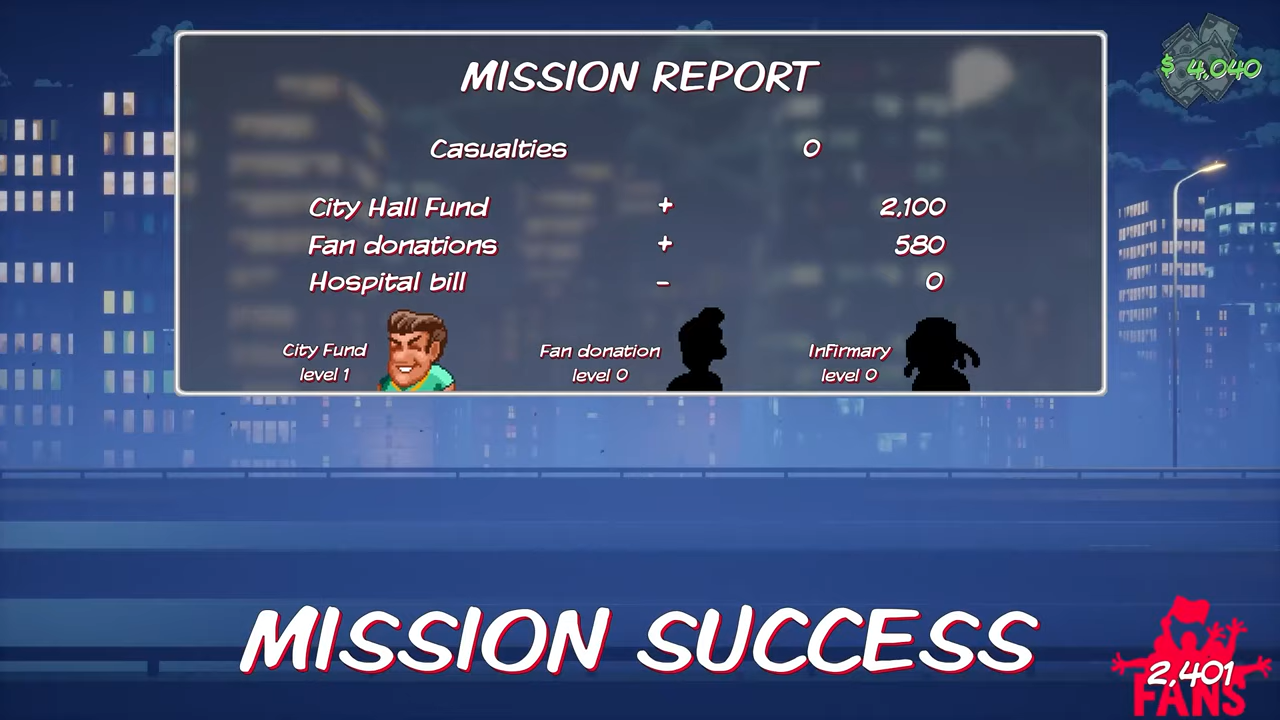 MISSION REPORT
$ 4,040
Casualties 0
City Hall Fund + 2,100
Fan donations + 580
Hospital bill - 0
City Fund
level 1
Fan donation
level 0
Infirmary
level 0
MISSION SUCCESS
2,401
FANS